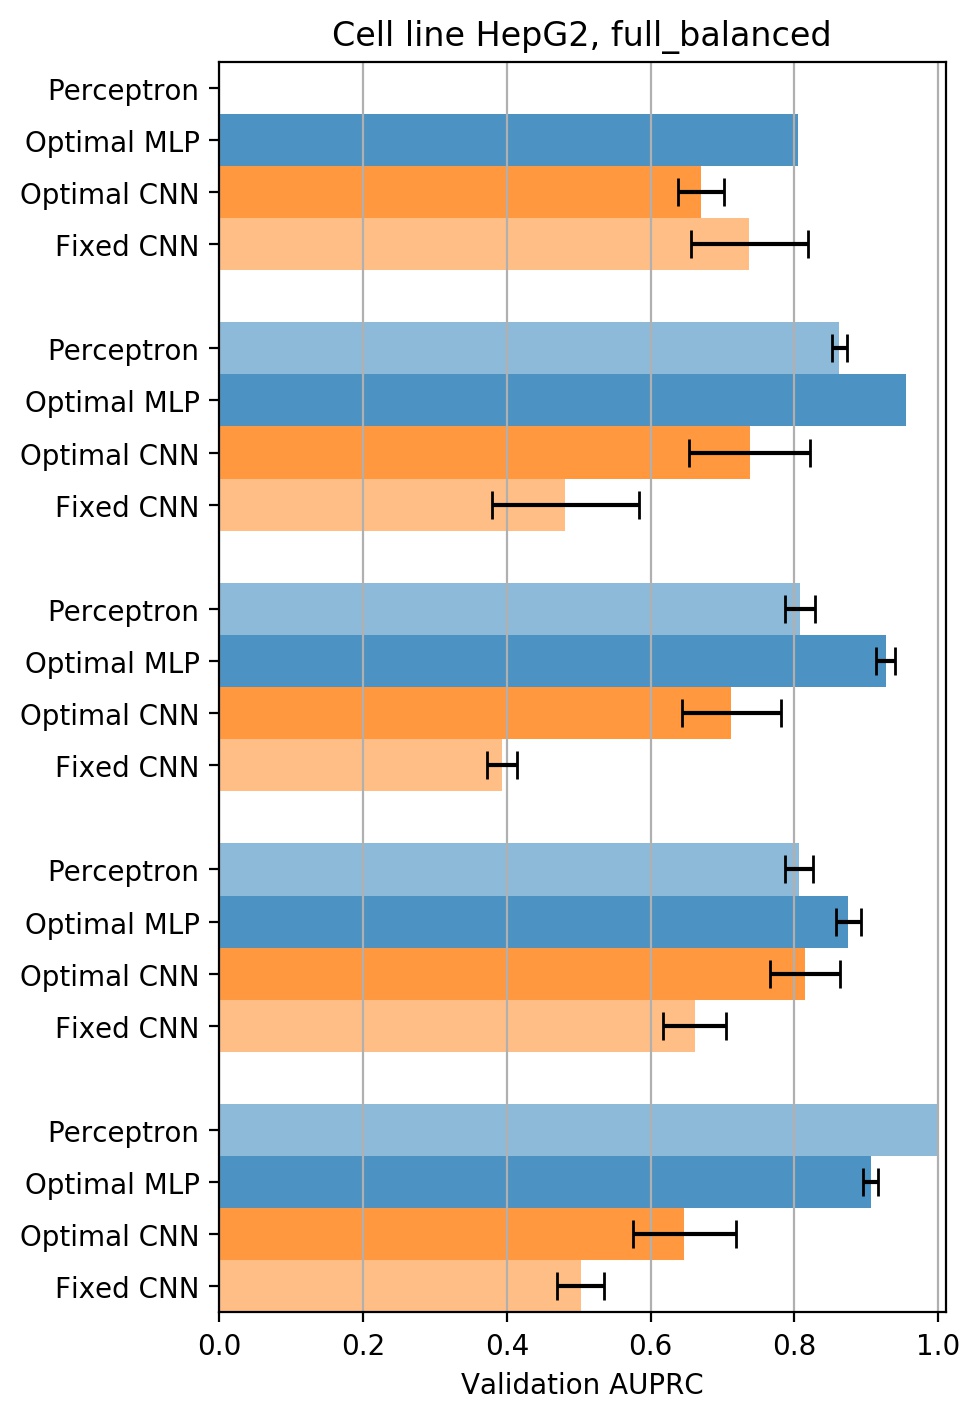 Cell line HepG2, full_balanced
Perceptron
Optimal MLP
Optimal CNN
Fixed CNN
Perceptron
Optimal MLP
Optimal CNN
Fixed CNN
Perceptron
Optimal MLP
Optimal CNN
Fixed CNN
Perceptron
Optimal MLP
Optimal CNN
Fixed CNN
Perceptron
Optimal MLP
Optimal CNN
Fixed CNN
0.0 0.2 0.4 0.6 0.8 1.0
Validation AUPRC